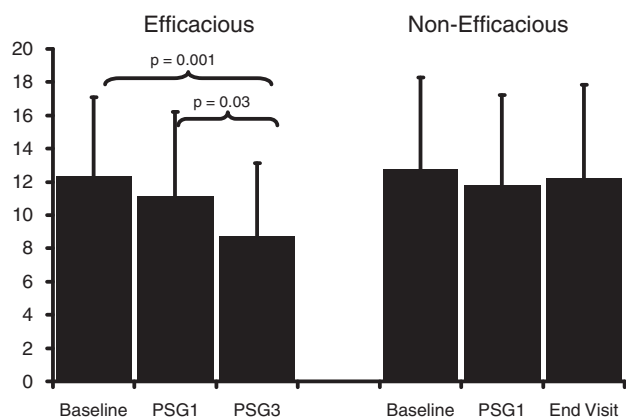 Efficacious Non-Efficacious
20
18
16
14
12
10
8
6
4
2
0
p = 0.001
p = 0.03
Baseline PSG1 PSG3 Baseline PSG1 End Visit